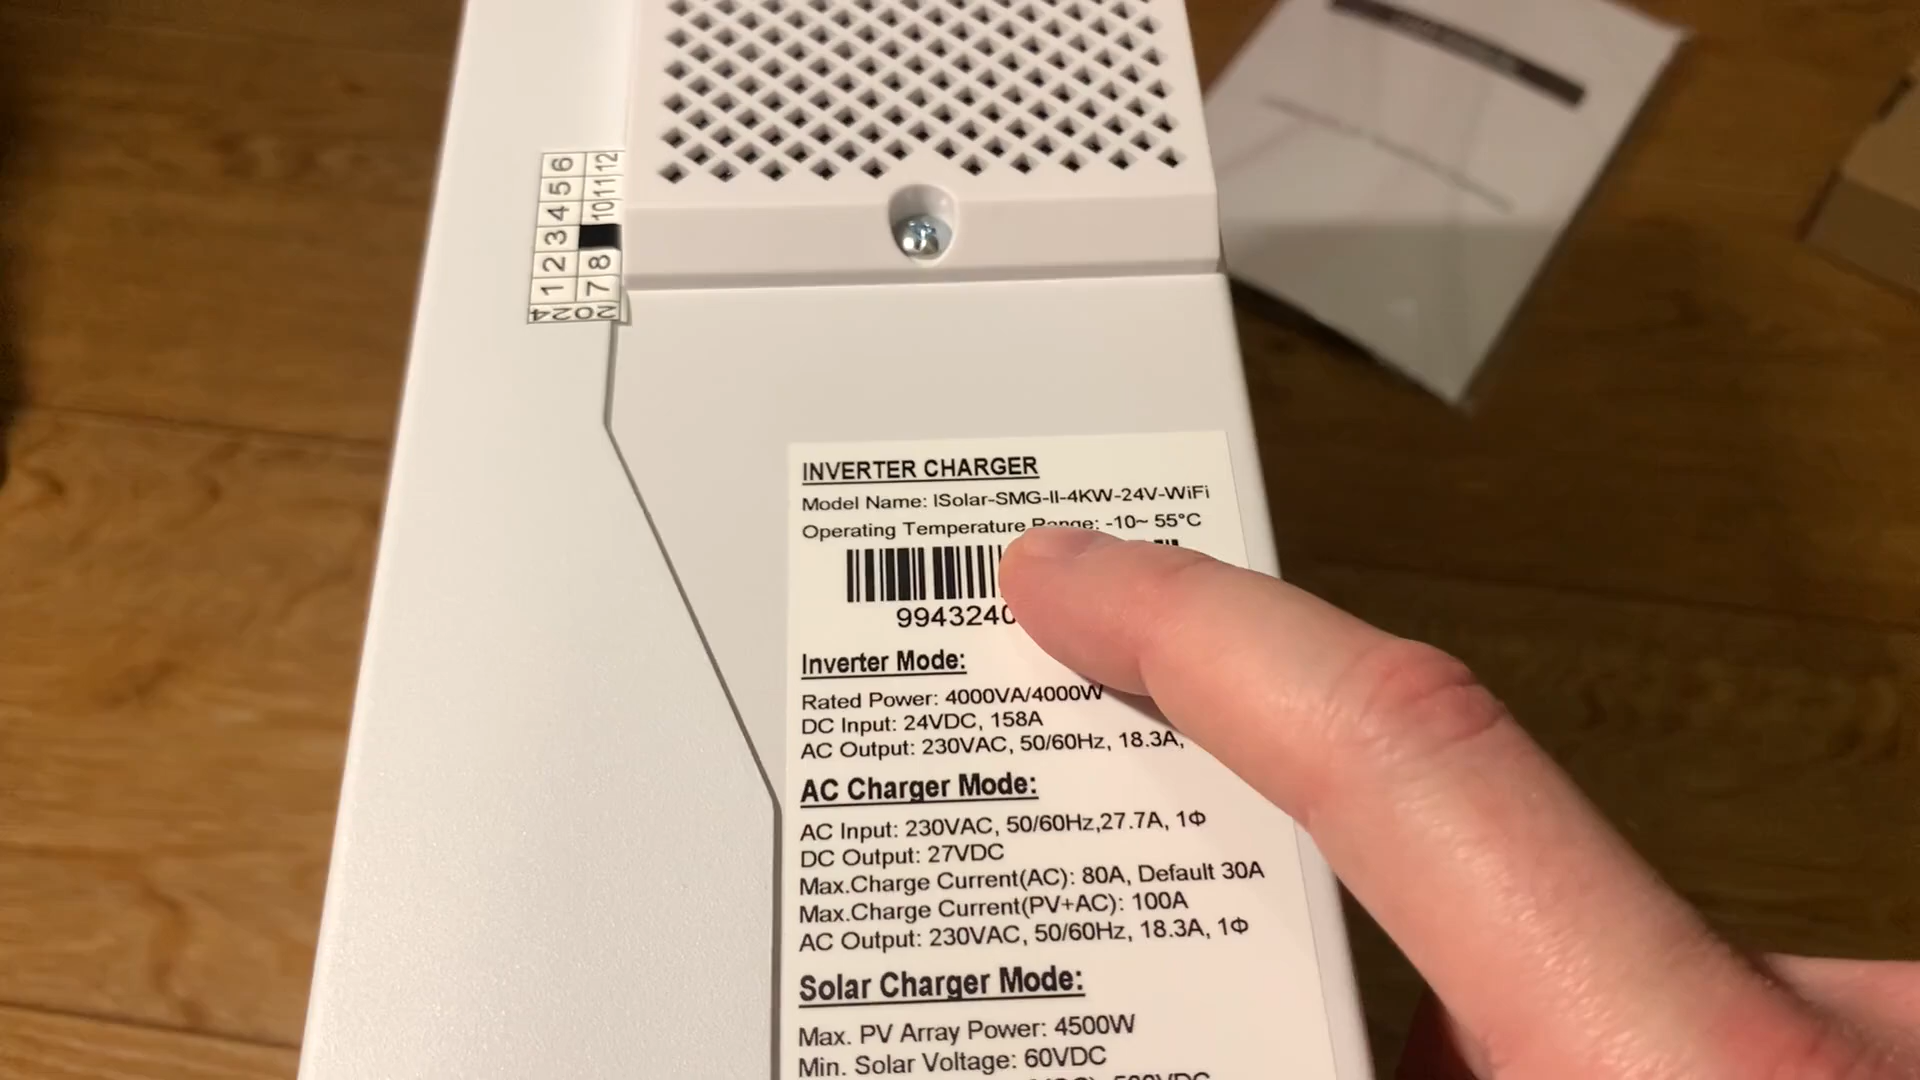 1 2 3 4 5 6
7 8 10 11 12
INVERTER CHARGER
Model Name: ISolar-SMG-II-4KW-24V-WiFi
Operating Temperature Range: -10~ 55°C
9943240
Inverter Mode:
Rated Power: 4000VA/4000W
DC Input: 24VDC, 158A
AC Output: 230VAC, 50/60Hz, 18.3A,
AC Charger Mode:
AC Input: 230VAC, 50/60Hz,27.7A, 1Φ
DC Output: 27VDC
Max.Charge Current(AC): 80A, Default 30A
Max.Charge Current(PV+AC): 100A
AC Output: 230VAC, 50/60Hz, 18.3A, 1Φ
Solar Charger Mode:
Max. PV Array Power: 4500W
Min. Solar Voltage: 60VDC